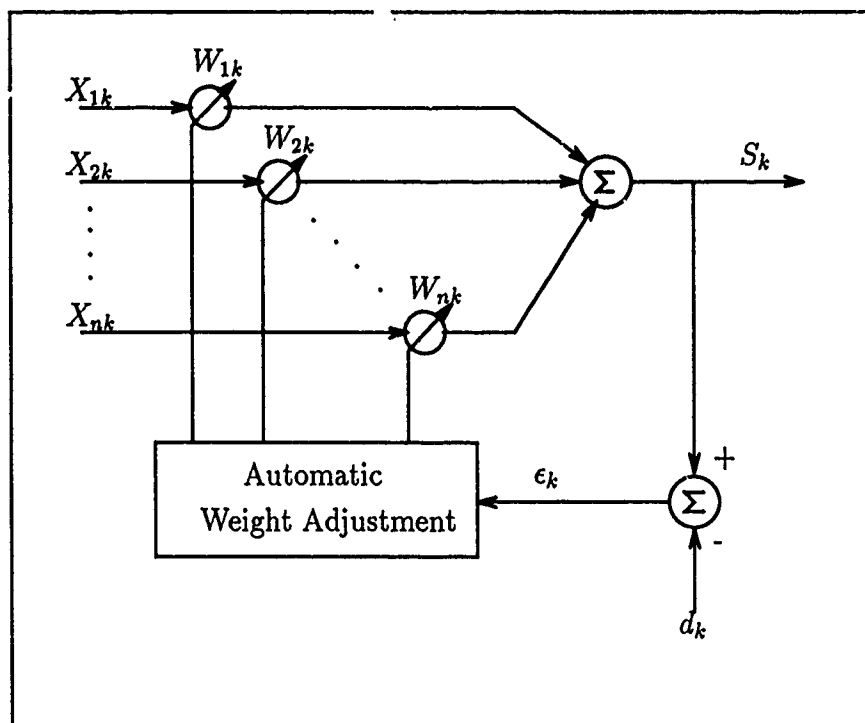 W1k
X1k
W2k
X2k
Σ
Sk
Wnk
Xnk
Automatic
Weight Adjustment
ϵk
+
Σ
-
dk